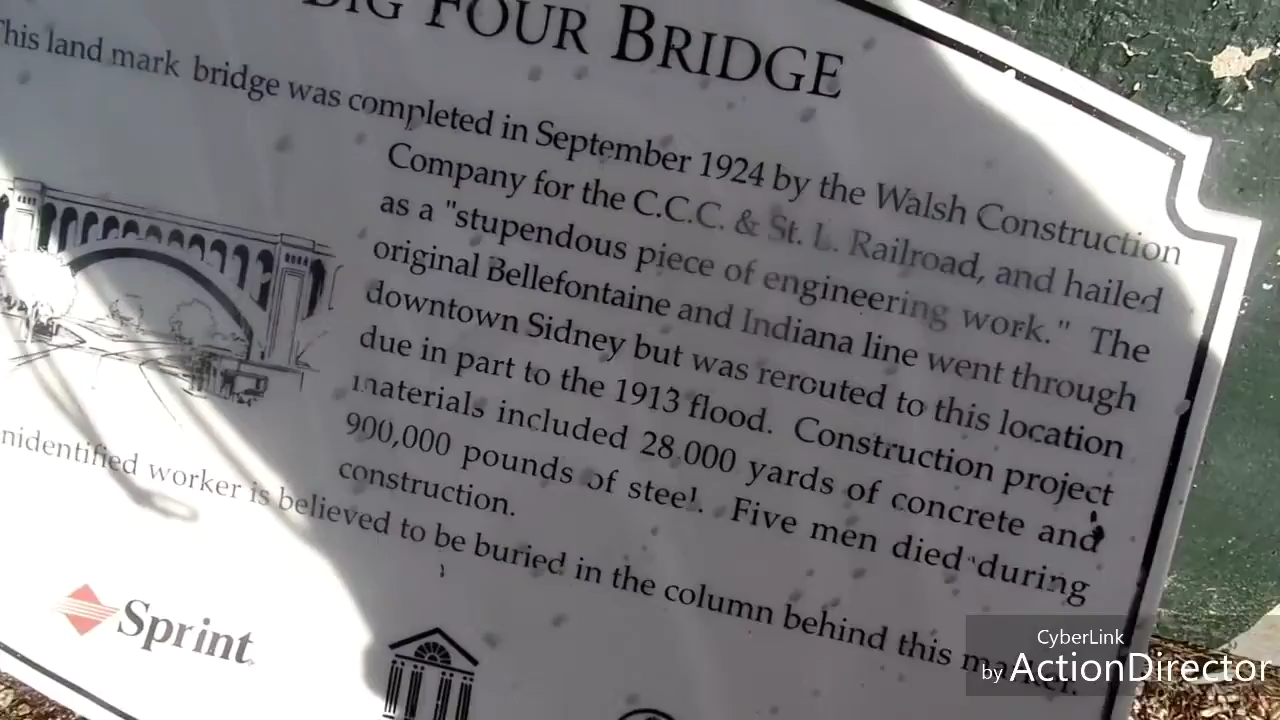 BIG FOUR BRIDGE
This land mark bridge was completed in September 1924 by the Walsh Construction
Company for the C.C.C. & St. L. Railroad, and hailed
as a "stupendous piece of engineering work." The
original Bellefontaine and Indiana line went through
downtown Sidney but was rerouted to this location
due in part to the 1913 flood. Construction project
materials included 28,000 yards of concrete and
900,000 pounds of steel. Five men died during
construction.
unidentified worker is believed to be buried in the column behind this marker.
Sprint
CyberLink
by ActionDirector